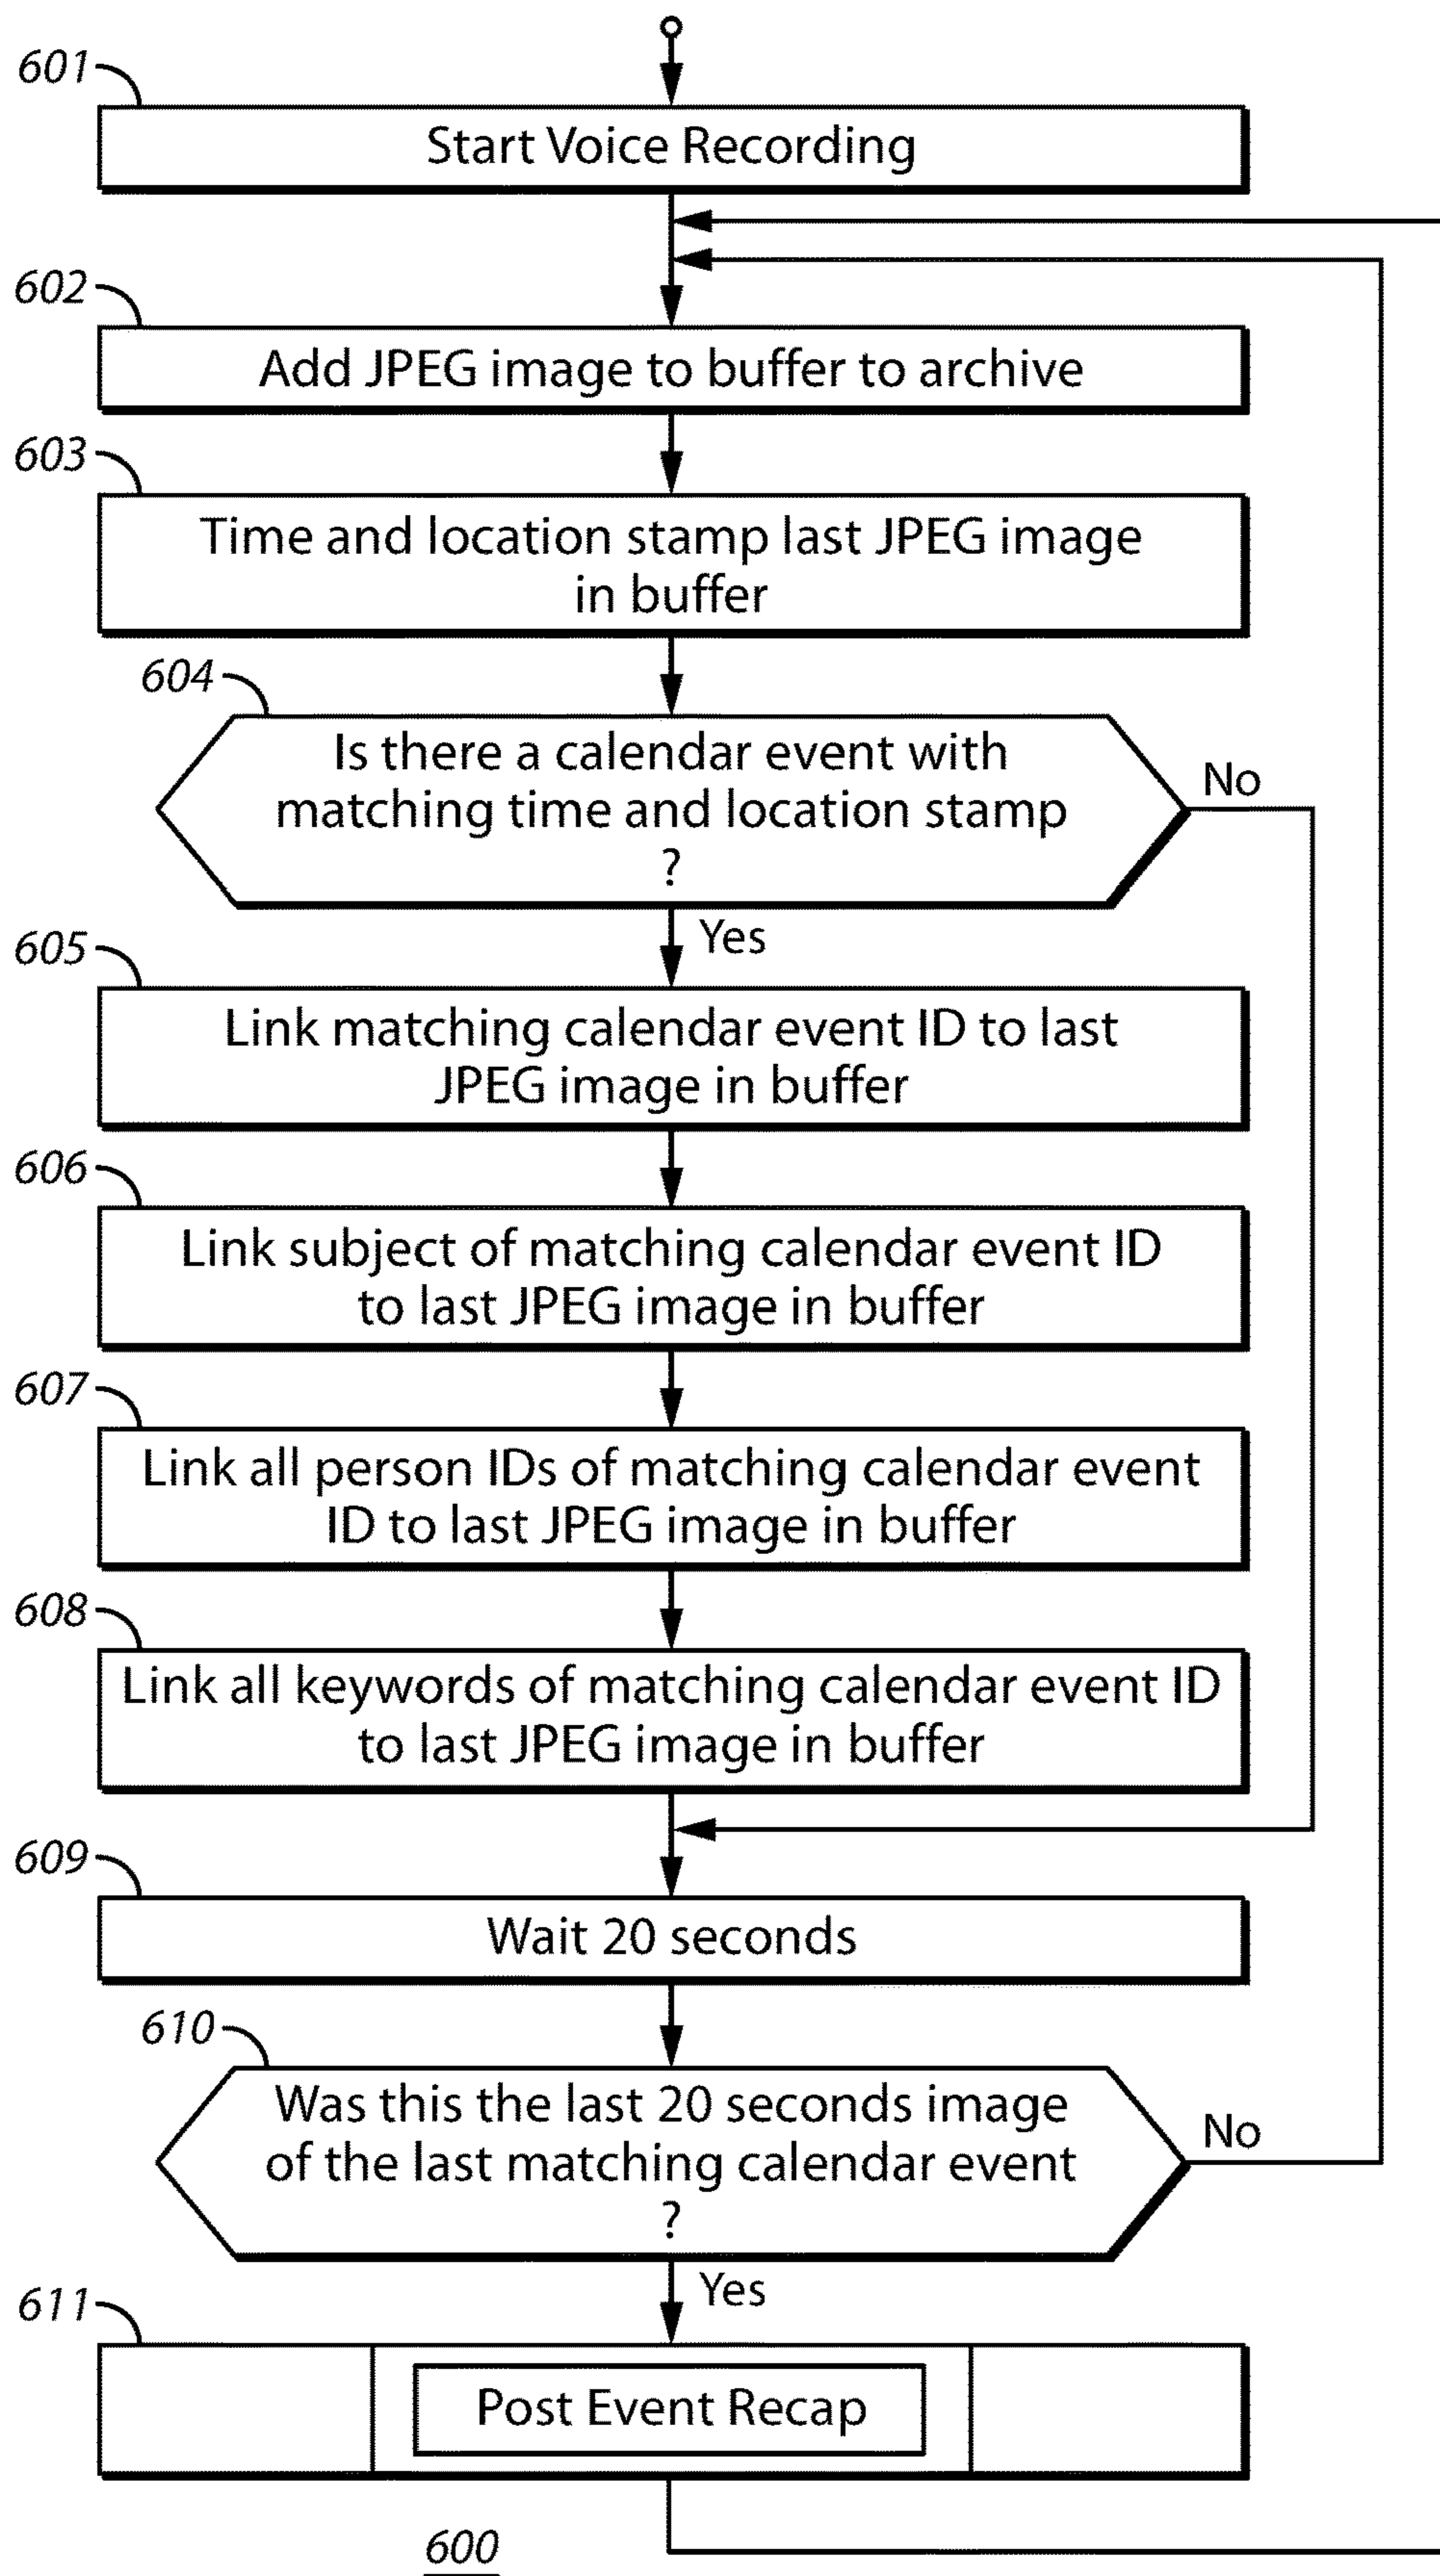 601
Start Voice Recording
602
Add JPEG image to buffer to archive
603
Time and location stamp last JPEG image
in buffer
604
Is there a calendar event with
matching time and location stamp
?
No
Yes
605
Link matching calendar event ID to last
JPEG image in buffer
606
Link subject of matching calendar event ID
to last JPEG image in buffer
607
Link all person IDs of matching calendar event
ID to last JPEG image in buffer
608
Link all keywords of matching calendar event ID
to last JPEG image in buffer
609
Wait 20 seconds
610
Was this the last 20 seconds image
of the last matching calendar event
?
No
Yes
611
Post Event Recap
600